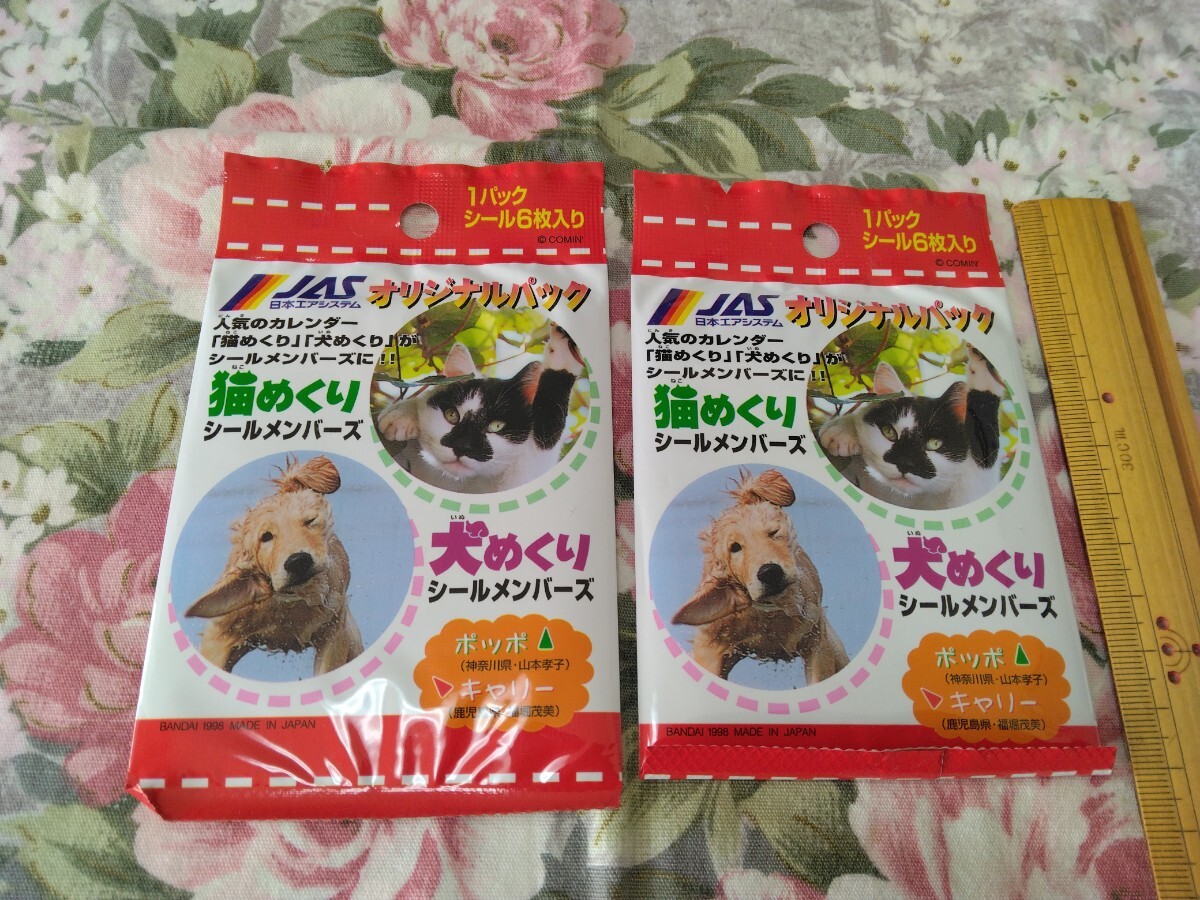 1パック
シール6枚入り
© COMIN'
JAS
日本エアシステム
オリジナルパック
人気のカレンダー
「猫めくり」「犬めくり」が
シールメンバーズに!!
猫めくり
シールメンバーズ
犬めくり
シールメンバーズ
ポッポ
(神奈川県・山本孝子)
キャリー
(鹿児島県・福堀茂美)
BANDAI 1998 MADE IN JAPAN
1パック
シール6枚入り
© COMIN'
JAS
日本エアシステム
オリジナルパック
人気のカレンダー
「猫めくり」「犬めくり」が
シールメンバーズに!!
猫めくり
シールメンバーズ
犬めくり
シールメンバーズ
ポッポ
(神奈川県・山本孝子)
キャリー
(鹿児島県・福堀茂美)
BANDAI 1998 MADE IN JAPAN